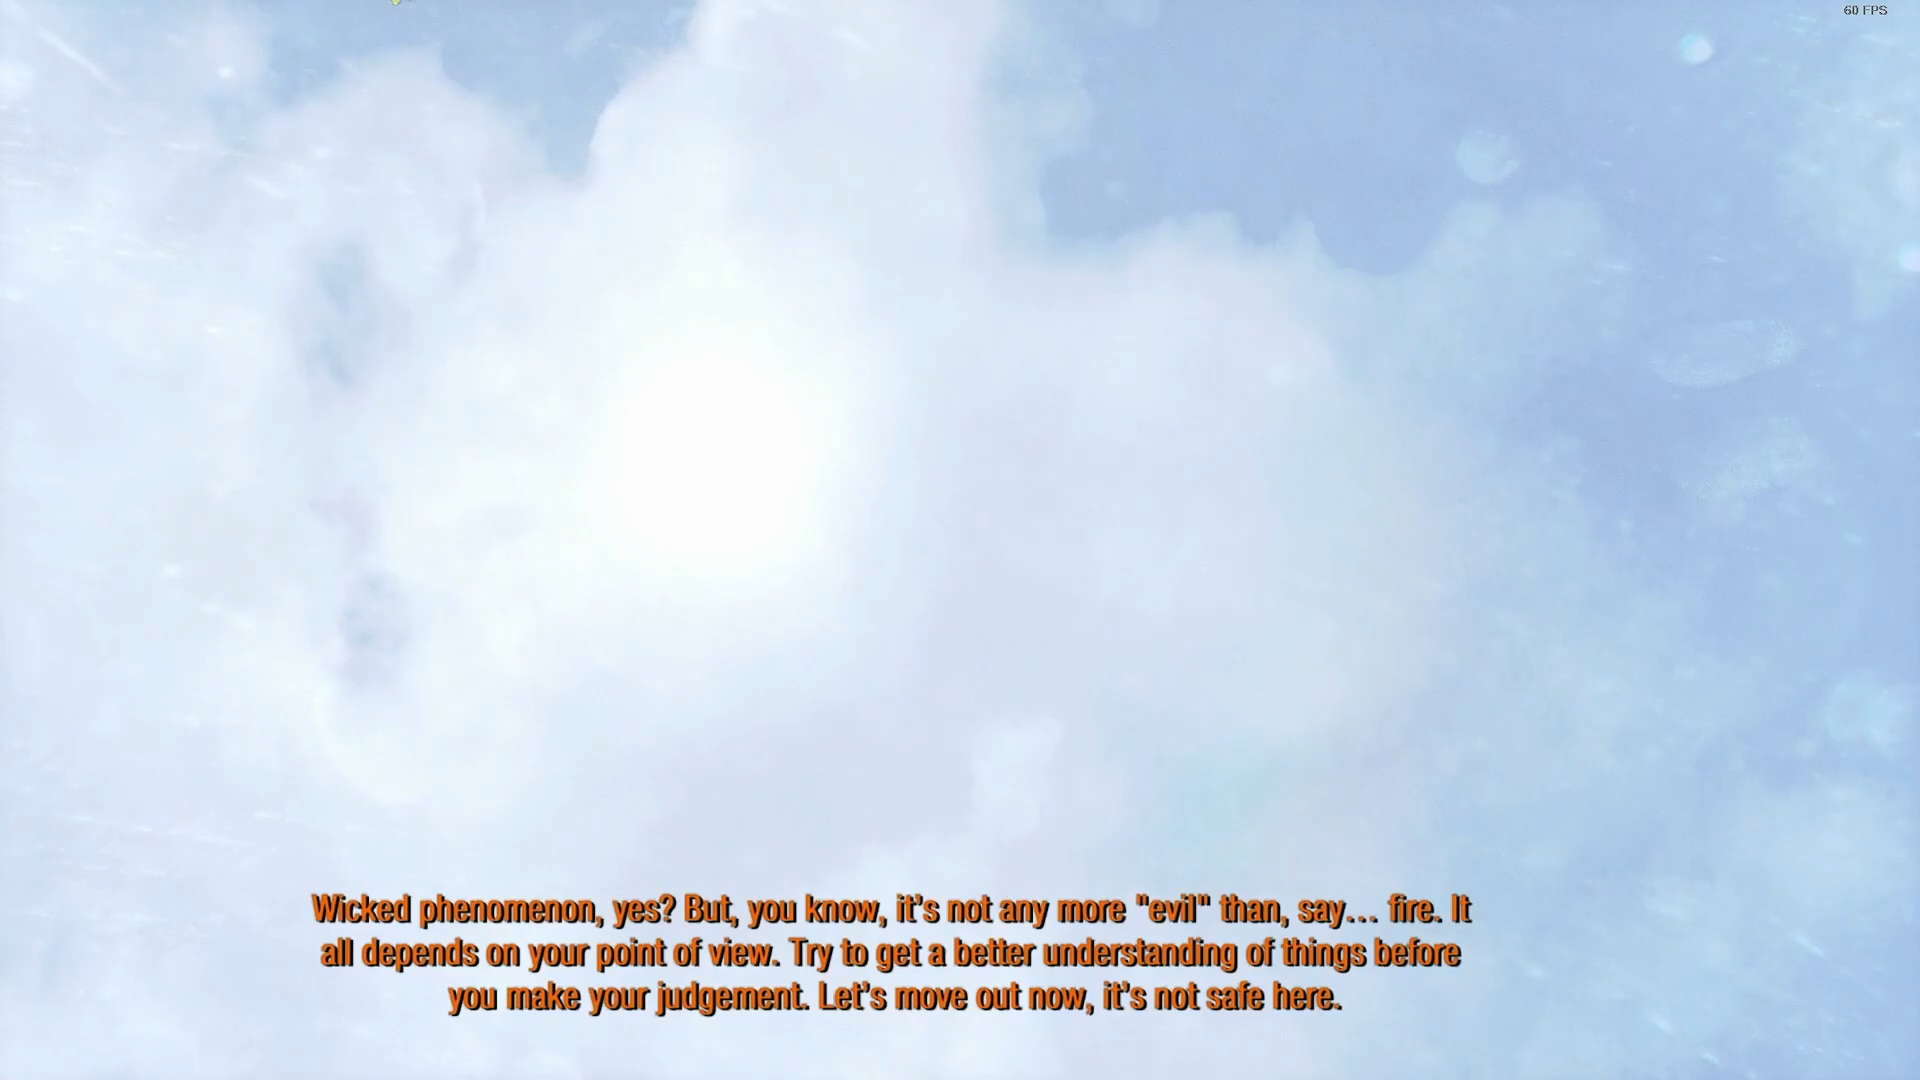 60 FPS
Wicked phenomenon, yes? But, you know, it's not any more "evil" than, say... fire. It
all depends on your point of view. Try to get a better understanding of things before
you make your judgement. Let's move out now, it's not safe here.